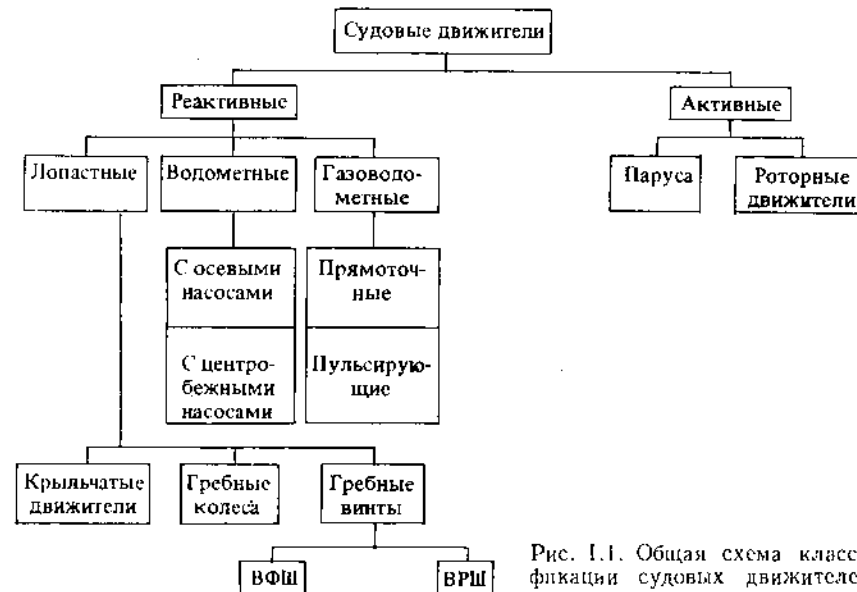 Судовые движители
Реактивные
Активные
Лопастные
Водометные
Газоводо-
метные
Паруса
Роторные
движители
С осевыми
насосами
Прямоточ-
ные
С центро-
бежными
насосами
Пульсирую-
щие
Крыльчатые
движители
Гребные
колеса
Гребные
винты
ВФШ
ВРШ
Рис. I.1. Общая схема класс
фикации судовых движителе